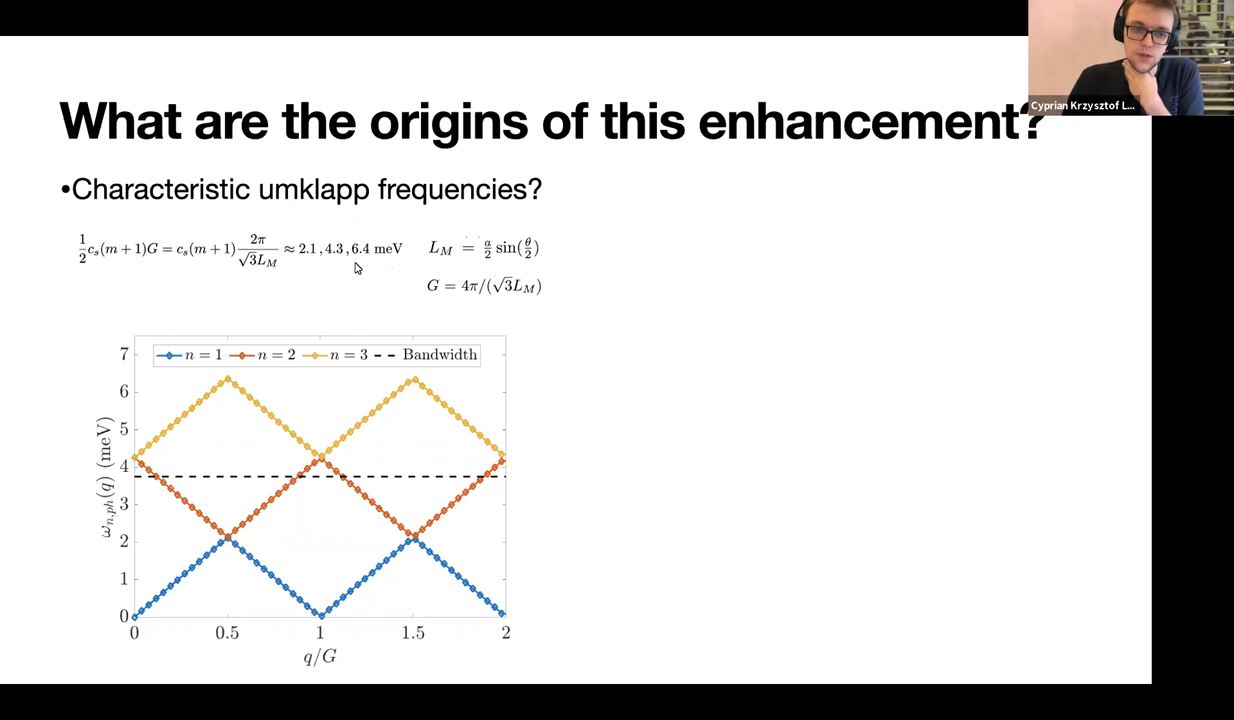 What are the origins of this enhancement?
Cyprian Krzysztof L...
•Characteristic umklapp frequencies?
1/2 c_s(m + 1)G = c_s(m + 1) 2π/(√3L_M) ≈ 2.1 ,4.3 ,6.4 meV
L_M = a/2 sin(θ/2)
G = 4π/(√3L_M)
n = 1 n = 2 n = 3 Bandwidth
7
6
5
4
3
2
1
0
ω_{n,ph}(q) (meV)
0 0.5 1 1.5 2
q/G